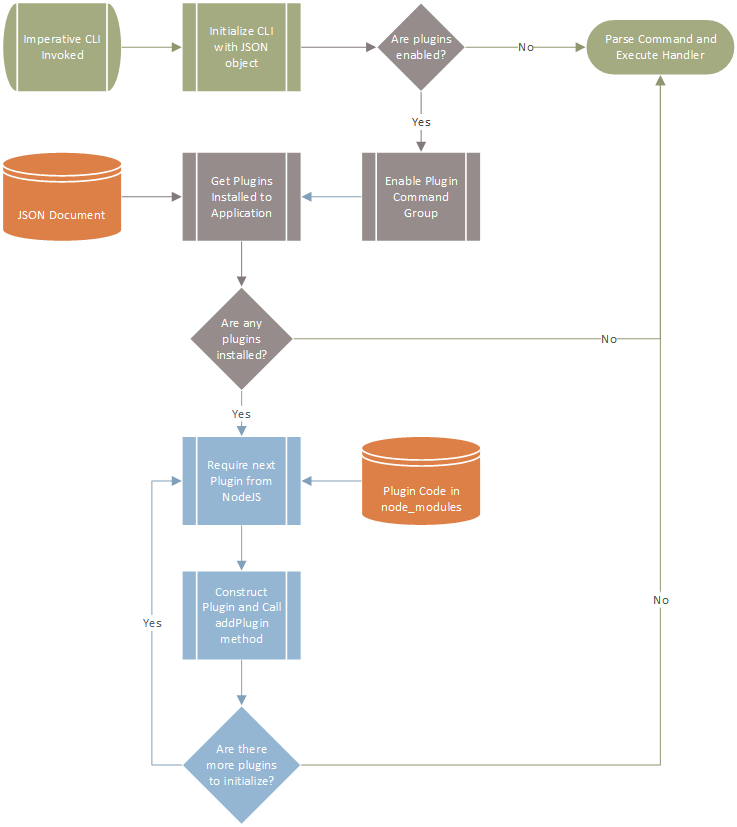 Imperative CLI
Invoked
Initialize CLI
with JSON
object
Are plugins
enabled?
No
Parse Command and
Execute Handler
Yes
JSON Document
Get Plugins
Installed to
Application
Enable Plugin
Command
Group
Are any
plugins
installed?
No
Yes
Require next
Plugin from
NodeJS
Plugin Code in
node_modules
Construct
Plugin and Call
addPlugin
method
Yes
No
Are there
more plugins
to initialize?